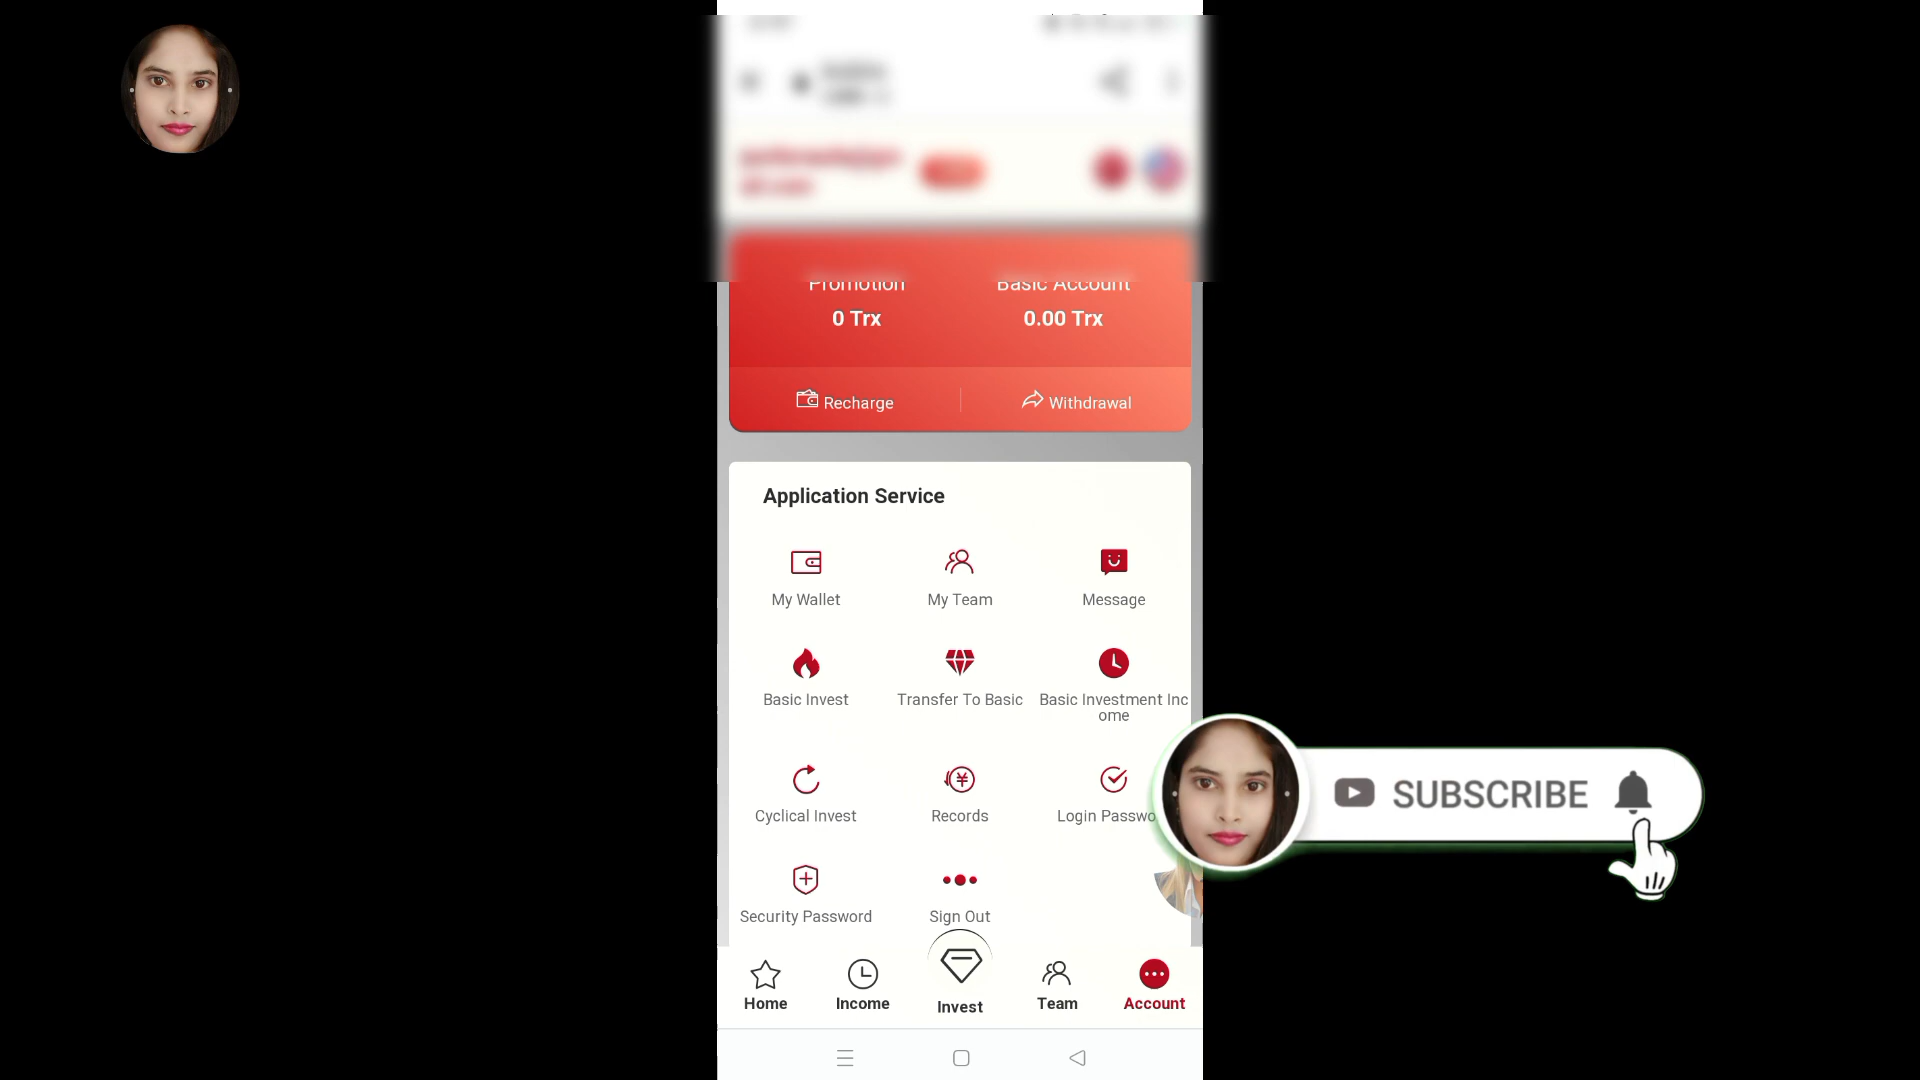 Promotion
Basic Account
0 Trx
0.00 Trx
Recharge
Withdrawal
Application Service
My Wallet
My Team
Message
Basic Invest
Transfer To Basic
Basic Investment Inc
ome
Cyclical Invest
Records
Login Passwo
SUBSCRIBE
Security Password
Sign Out
Home
Income
Invest
Team
Account